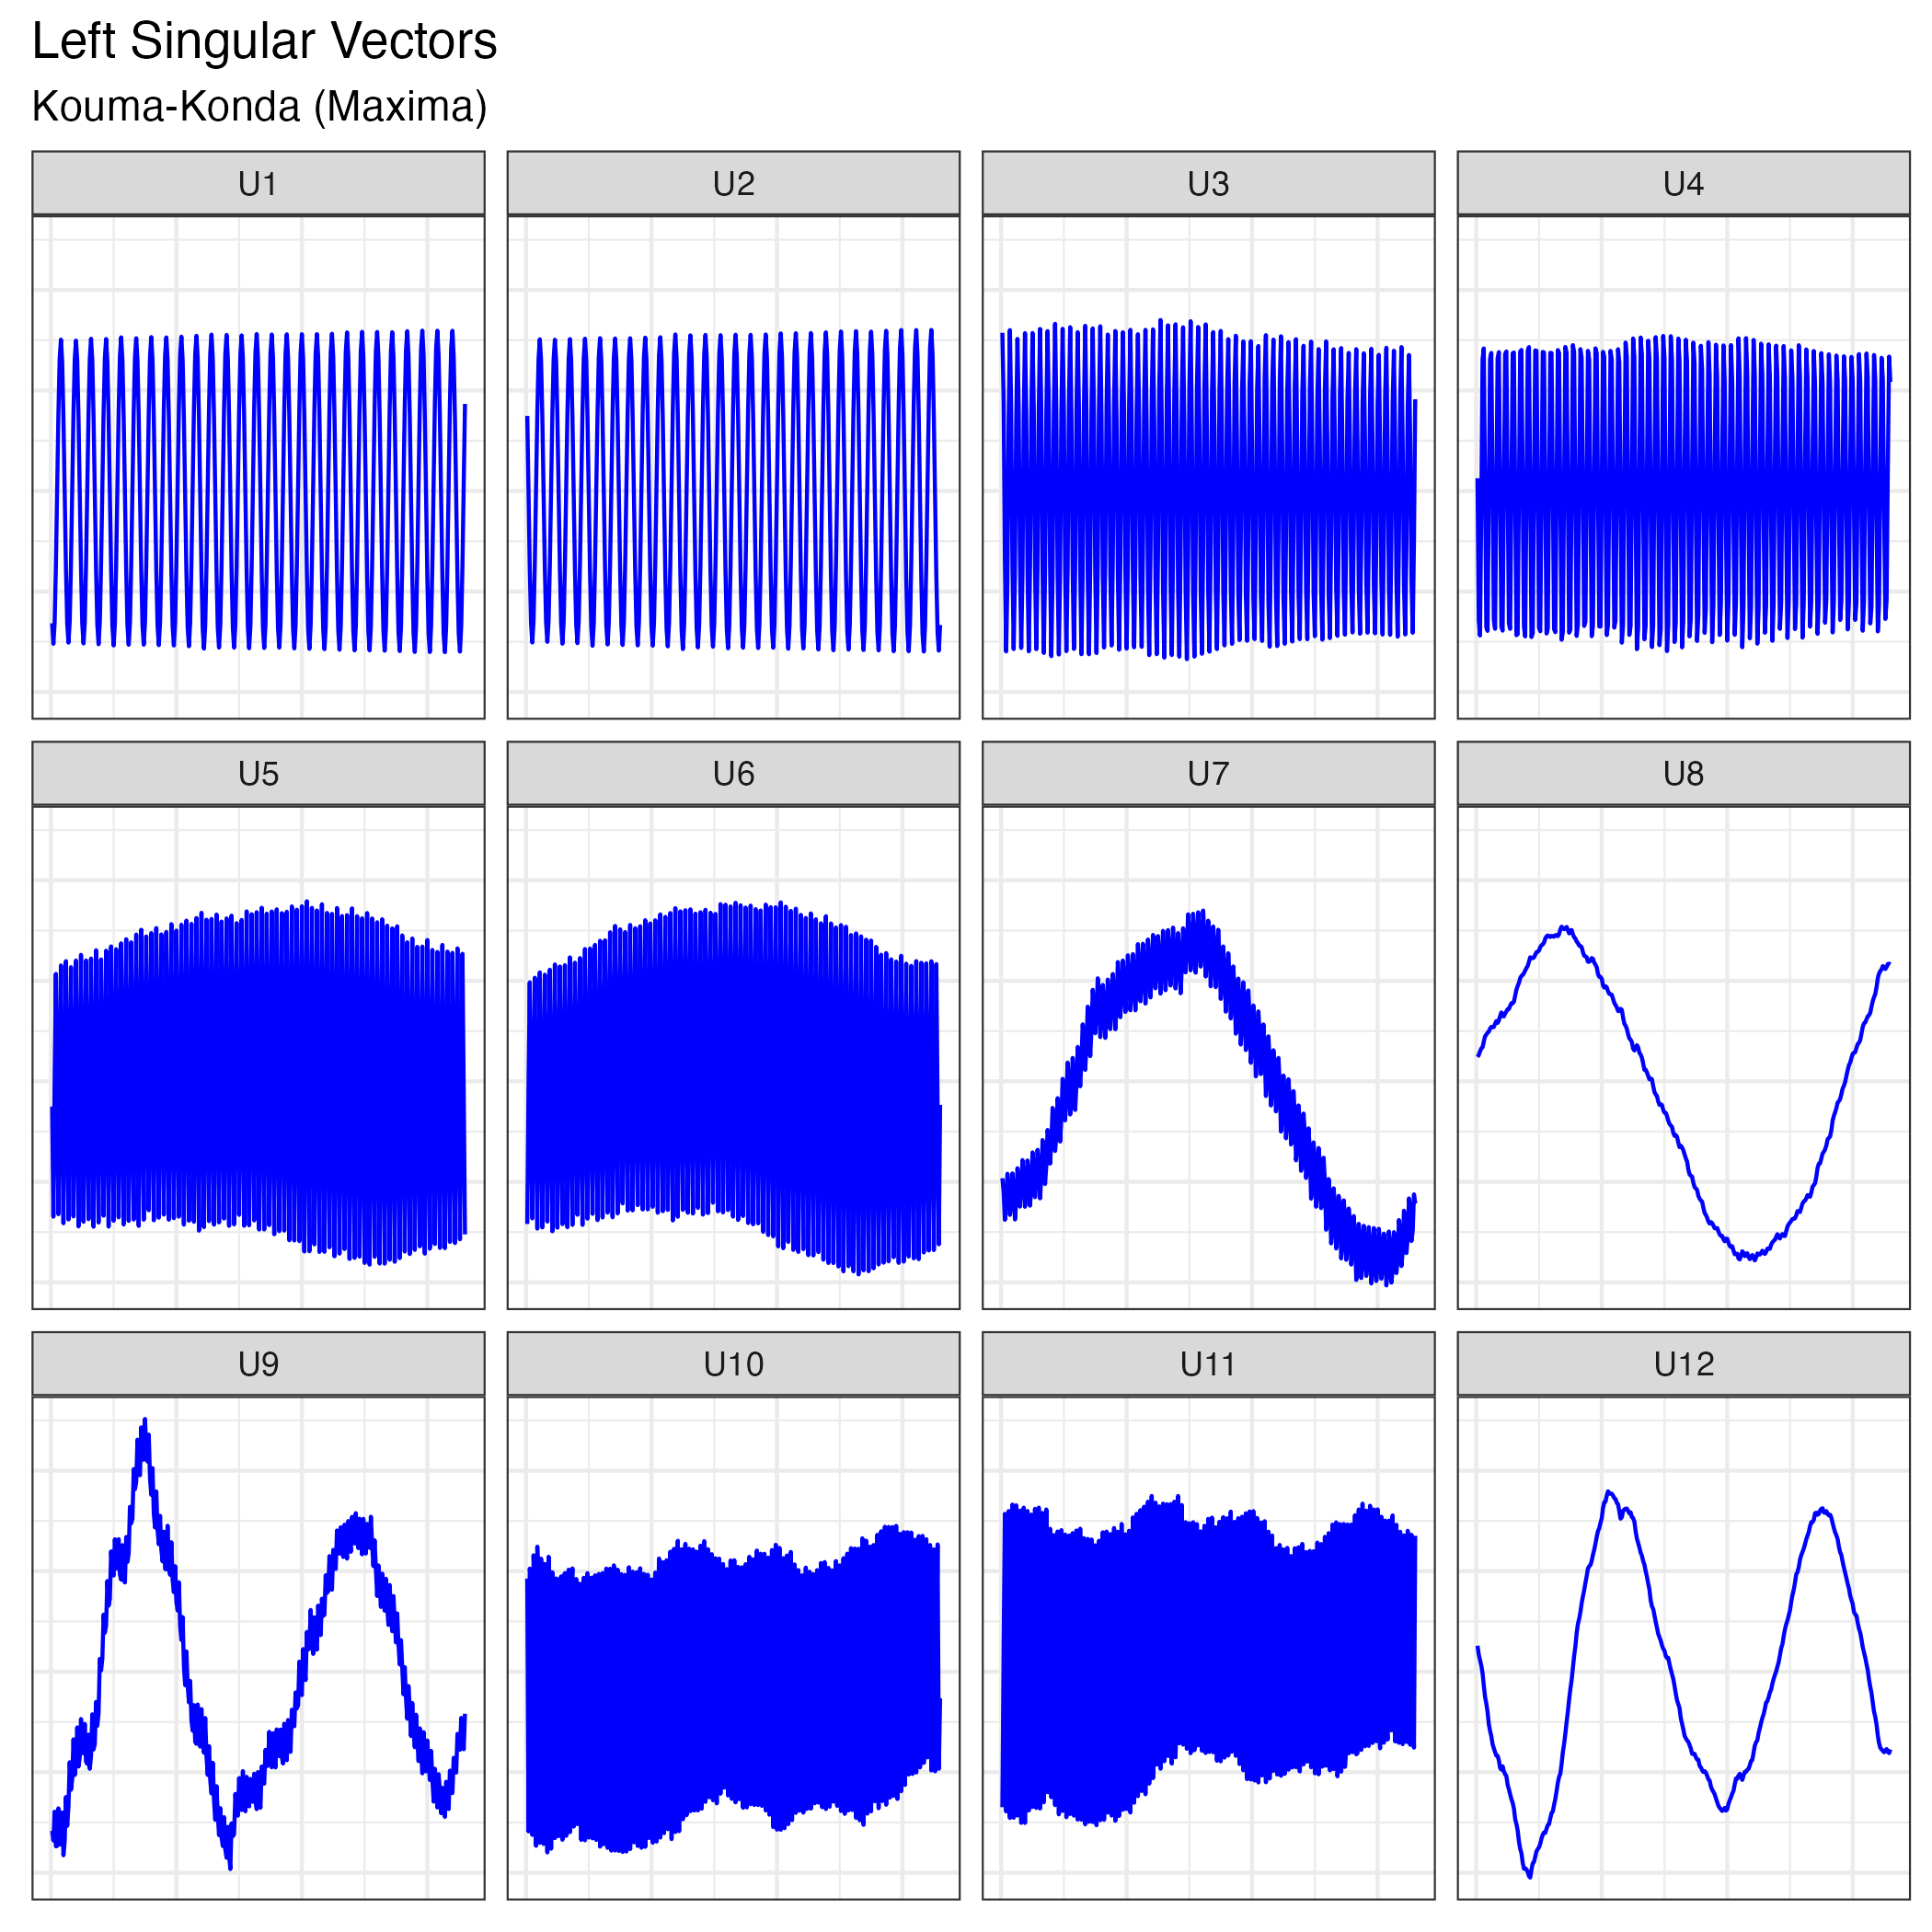 Left Singular Vectors
Kouma-Konda (Maxima)
U1 U2 U3 U4
U5 U6 U7 U8
U9 U10 U11 U12